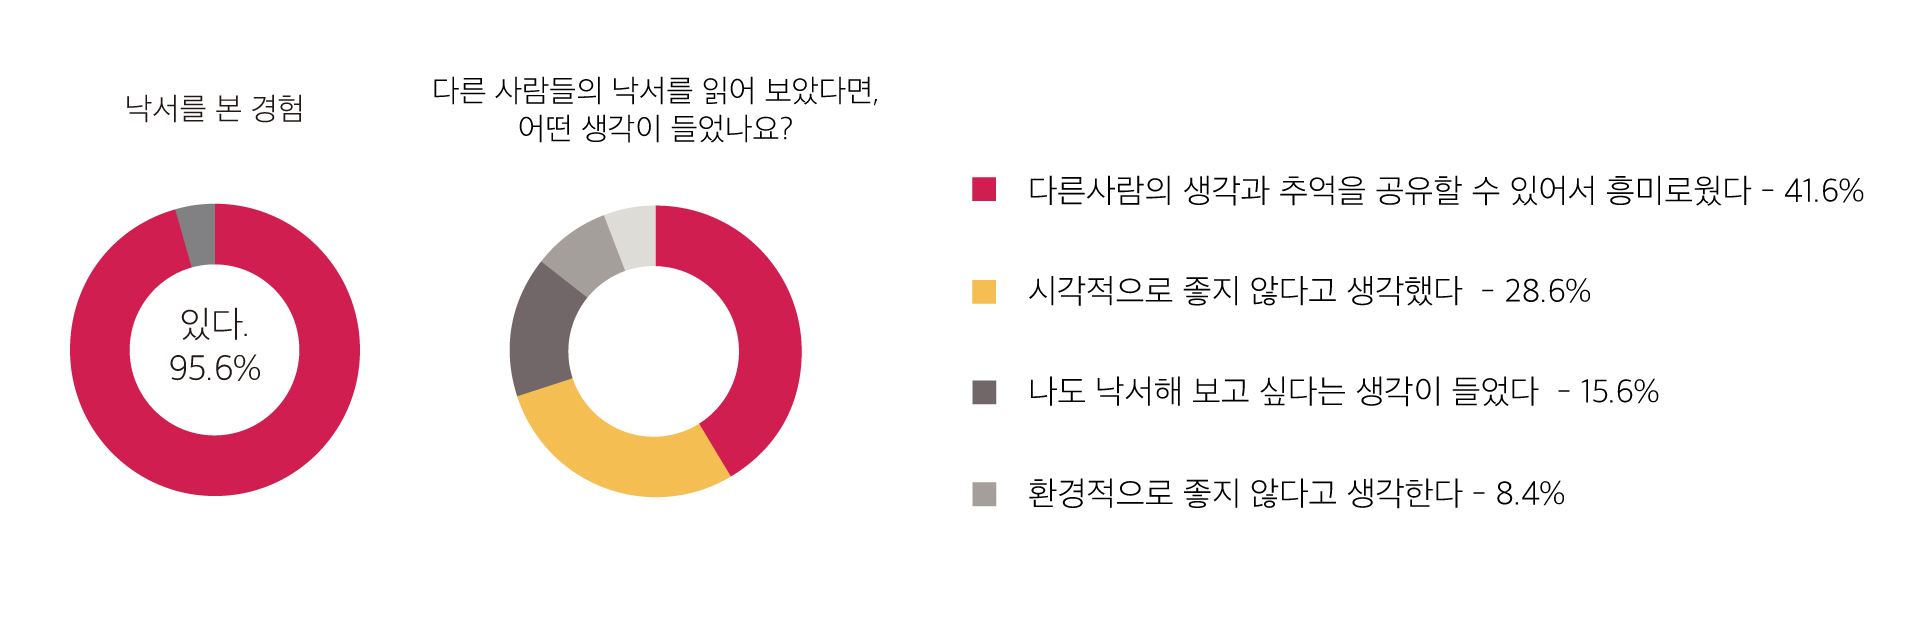 낙서를 본 경험
있다.
95.6%
다른 사람들의 낙서를 읽어 보았다면,
어떤 생각이 들었나요?
다른사람의 생각과 추억을 공유할 수 있어서 흥미로웠다 - 41.6%
시각적으로 좋지 않다고 생각했다 - 28.6%
나도 낙서해 보고 싶다는 생각이 들었다 - 15.6%
환경적으로 좋지 않다고 생각한다 - 8.4%